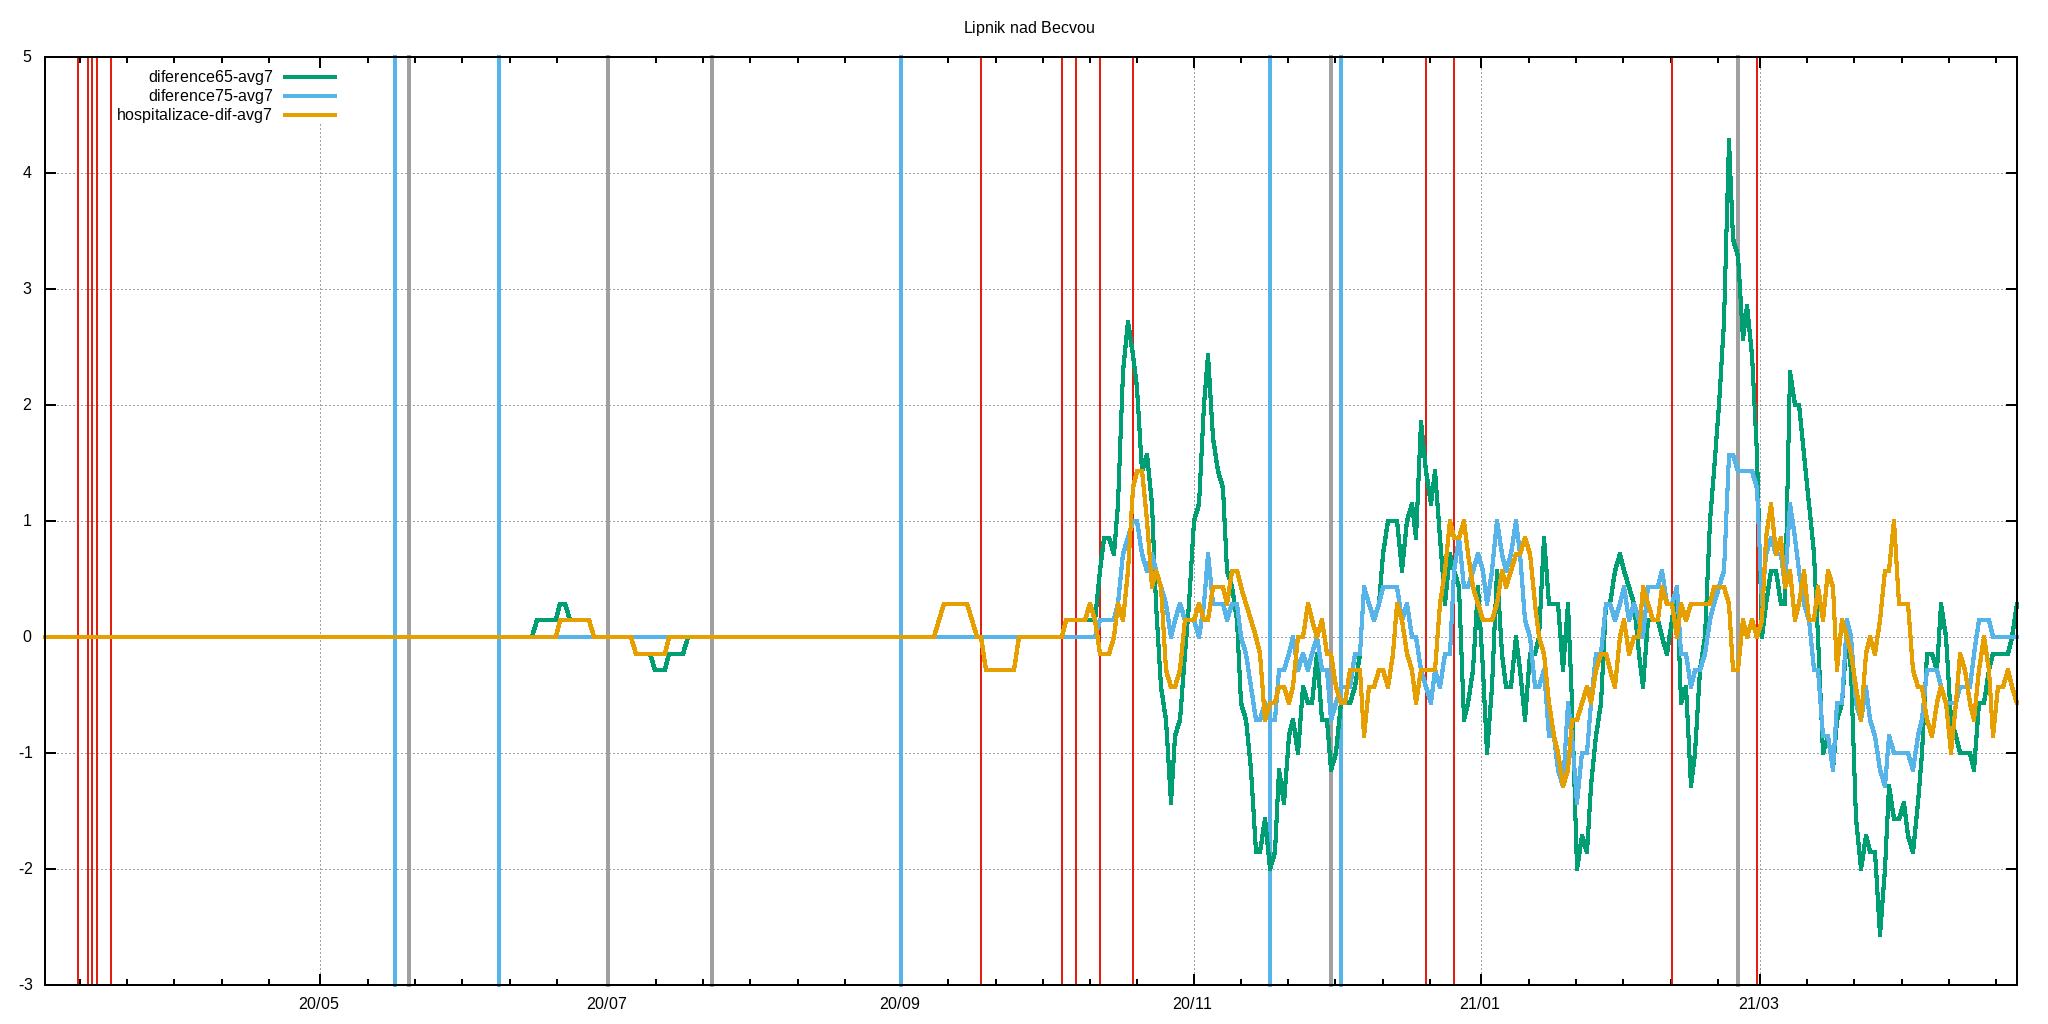 Lipnik nad Becvou
5
diference65-avg7
diference75-avg7
hospitalizace-dif-avg7
4
3
2
1
0
-1
-2
-3
20/05 20/07 20/09 20/11 21/01 21/03